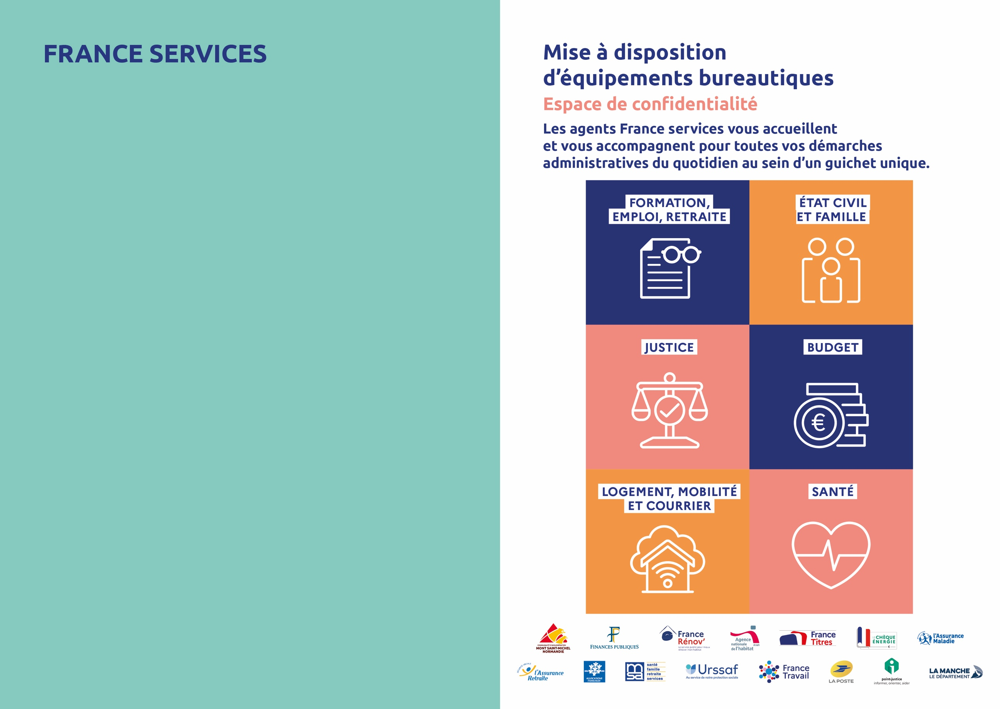 FRANCE SERVICES
Mise à disposition
d’équipements bureautiques
Espace de confidentialité
Les agents France services vous accueillent
et vous accompagnent pour toutes vos démarches
administratives du quotidien au sein d’un guichet unique.
FORMATION,
EMPLOI, RETRAITE
ÉTAT CIVIL
ET FAMILLE
JUSTICE
BUDGET
€
LOGEMENT, MOBILITÉ
ET COURRIER
SANTÉ
COMMUNAUTÉ D'AGGLOMÉRATION
MONT SAINT-MICHEL
NORMANDIE
FINANCES PUBLIQUES
France
Rénov’
Le service public pour mieux
rénover mon habitat
Agence
nationale
de l'habitat
Anah
France
Titres
LE CHÈQUE
ÉNERGIE
€
l'Assurance
Maladie
SÉCURITÉ SOCIALE
l'Assurance
Retraite
ALLOCATIONS
FAMILIALES
msa
santé
famille
retraite
services
Urssaf
Au service de notre protection sociale
France
Travail
LA POSTE
point-justice
informer, orienter, aider
LA MANCHE
LE DÉPARTEMENT